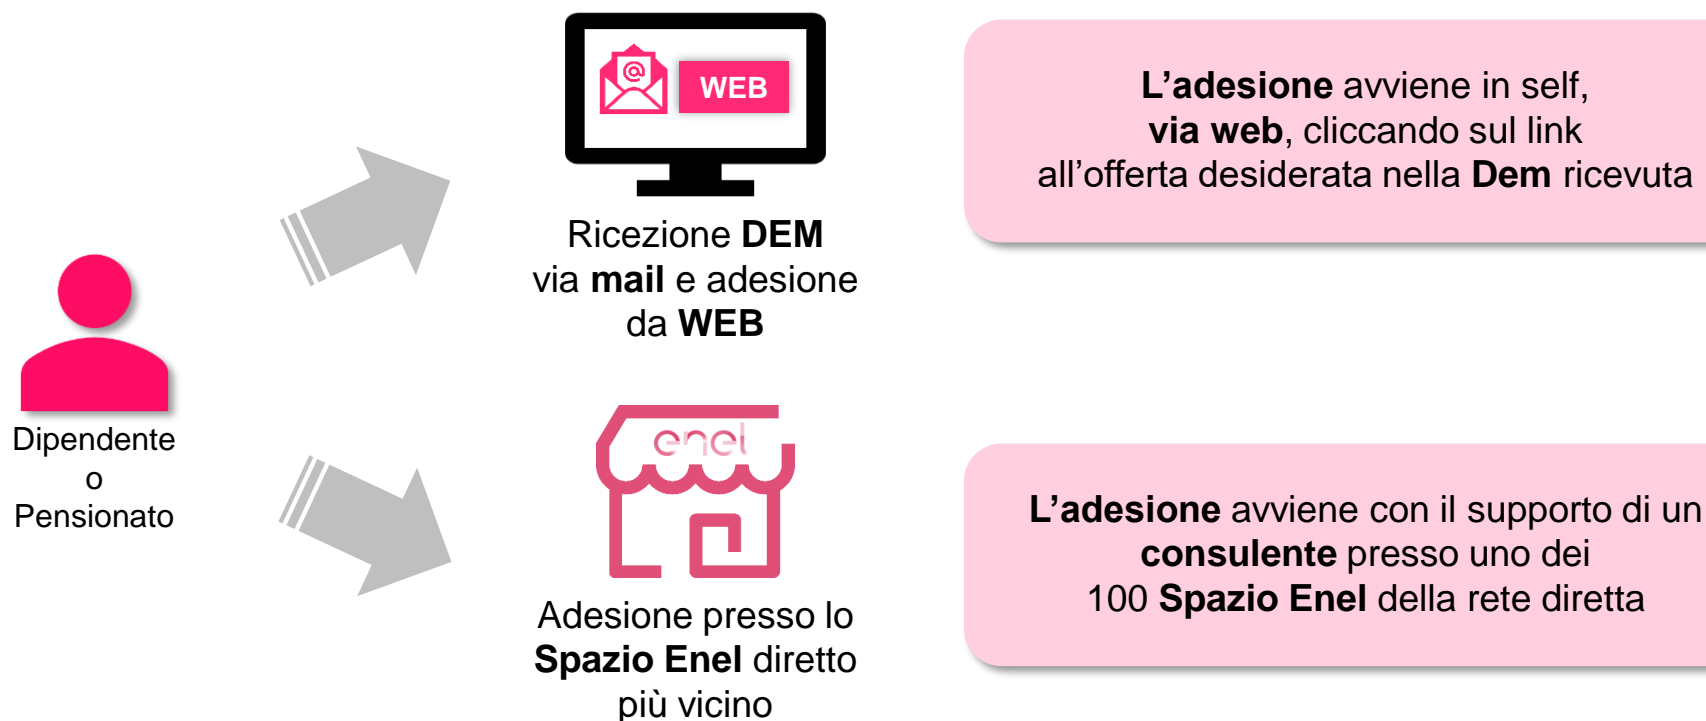 Dipendente
o
Pensionato
@
WEB
Ricezione DEM
via mail e adesione
da WEB
L’adesione avviene in self,
via web, cliccando sul link
all’offerta desiderata nella Dem ricevuta
enel
Adesione presso lo
Spazio Enel diretto
più vicino
L’adesione avviene con il supporto di un
consulente presso uno dei
100 Spazio Enel della rete diretta